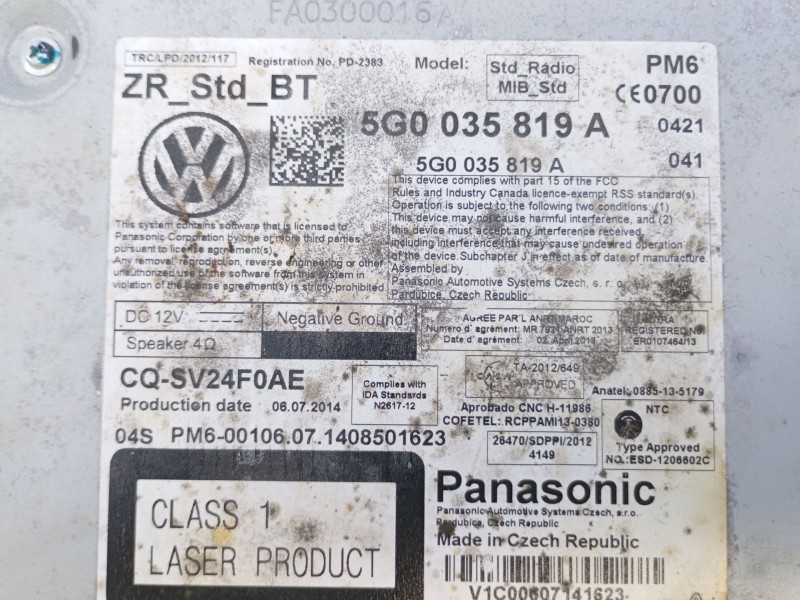 FA0300016A
TRC/LPD/2012/117
Registration No. PD-2383
Model:
Std_Radio
MIB_Std
PM6
ZR_Std_BT
CE0700
5G0 035 819 A
0421
5G0 035 819 A
041
This device complies with part 15 of the FCC
Rules and Industry Canada licence-exempt RSS standard(s).
Operation is subject to the following two conditions: (1)
This device may not cause harmful interference, and (2)
this device must accept any interference received,
including interference that may cause undesired operation
of the device.Subchapter J in effect as of date of manufacture.
Assembled by
Panasonic Automotive Systems Czech, s. r. o.
Pardubice, Czech Republic
This system contains software that is licensed to
Panasonic Corporation by one or more third parties
pursuant to license agreement(s).
Any removal, reproduction, reverse engineering or other
unauthorized use of the software from this system in
violation of the license agreement(s) is strictly prohibited.
DC 12V
Negative Ground
Speaker 4Ω
AGREE PAR'L ANRT MAROC
Numero d' agrément: MR 7921 ANRT 2013
Date d' agrément:
REGISTERED No:
ER0107464/13
CQ-SV24F0AE
Production date 06.07.2014
Complies with
IDA Standards
N2617-12
TA-2012/649
APPROVED
Anatel: 0885-13-5179
Aprobado CNC H-11986
COFETEL: RCPPAMI13-0380
NTC
Type Approved
NO.:ESD-1206602C
26470/SDPPI/2012
4149
04S PM6-00106.07.1408501623
CLASS 1
LASER PRODUCT
Panasonic
Panasonic Automotive Systems Czech, s.r.o.
Pardubice, Czech Republic
Made in Czech Republic
V1C00607141623